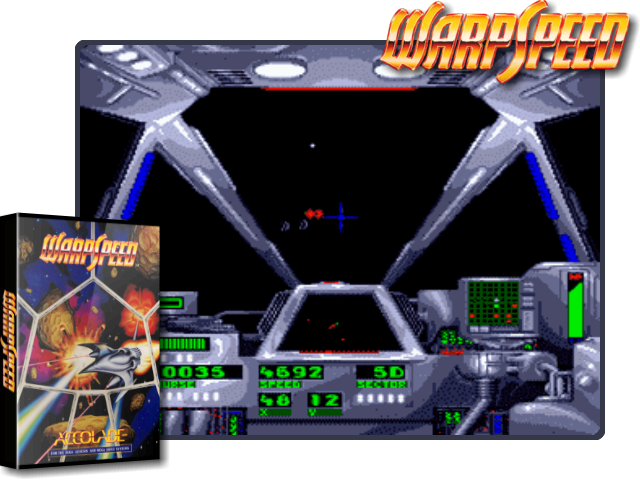 WARPSPEED
0035 4692 5D
SPEED SECTOR
48 12
X Y
WARPSPEED
WARPSPEED
ACCOLADE